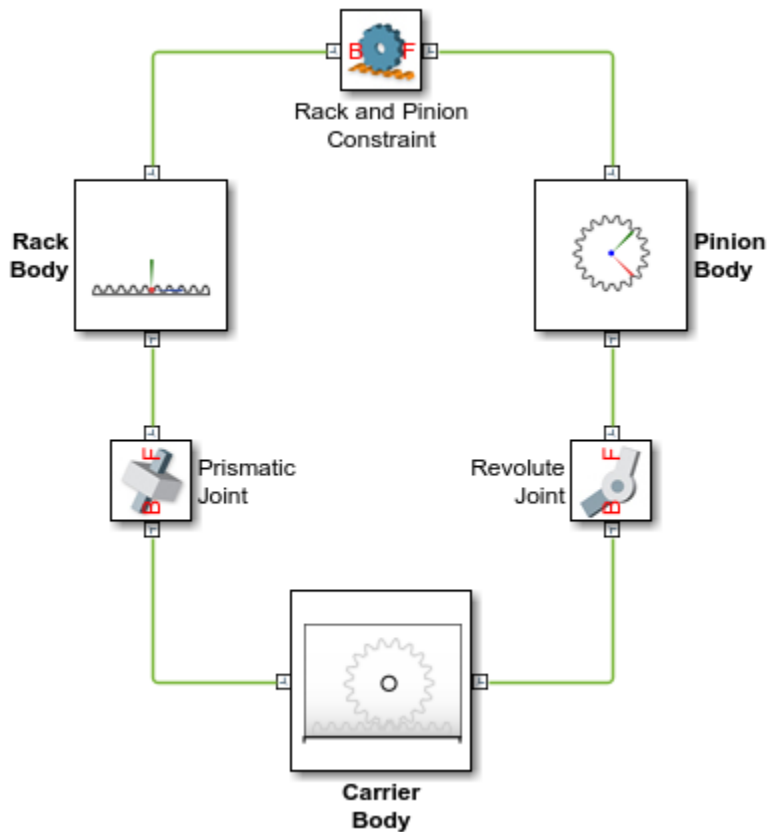 B F
Rack and Pinion
Constraint
Rack
Body
Pinion
Body
F
B
Prismatic
Joint
Revolute
Joint
F
B
Carrier
Body